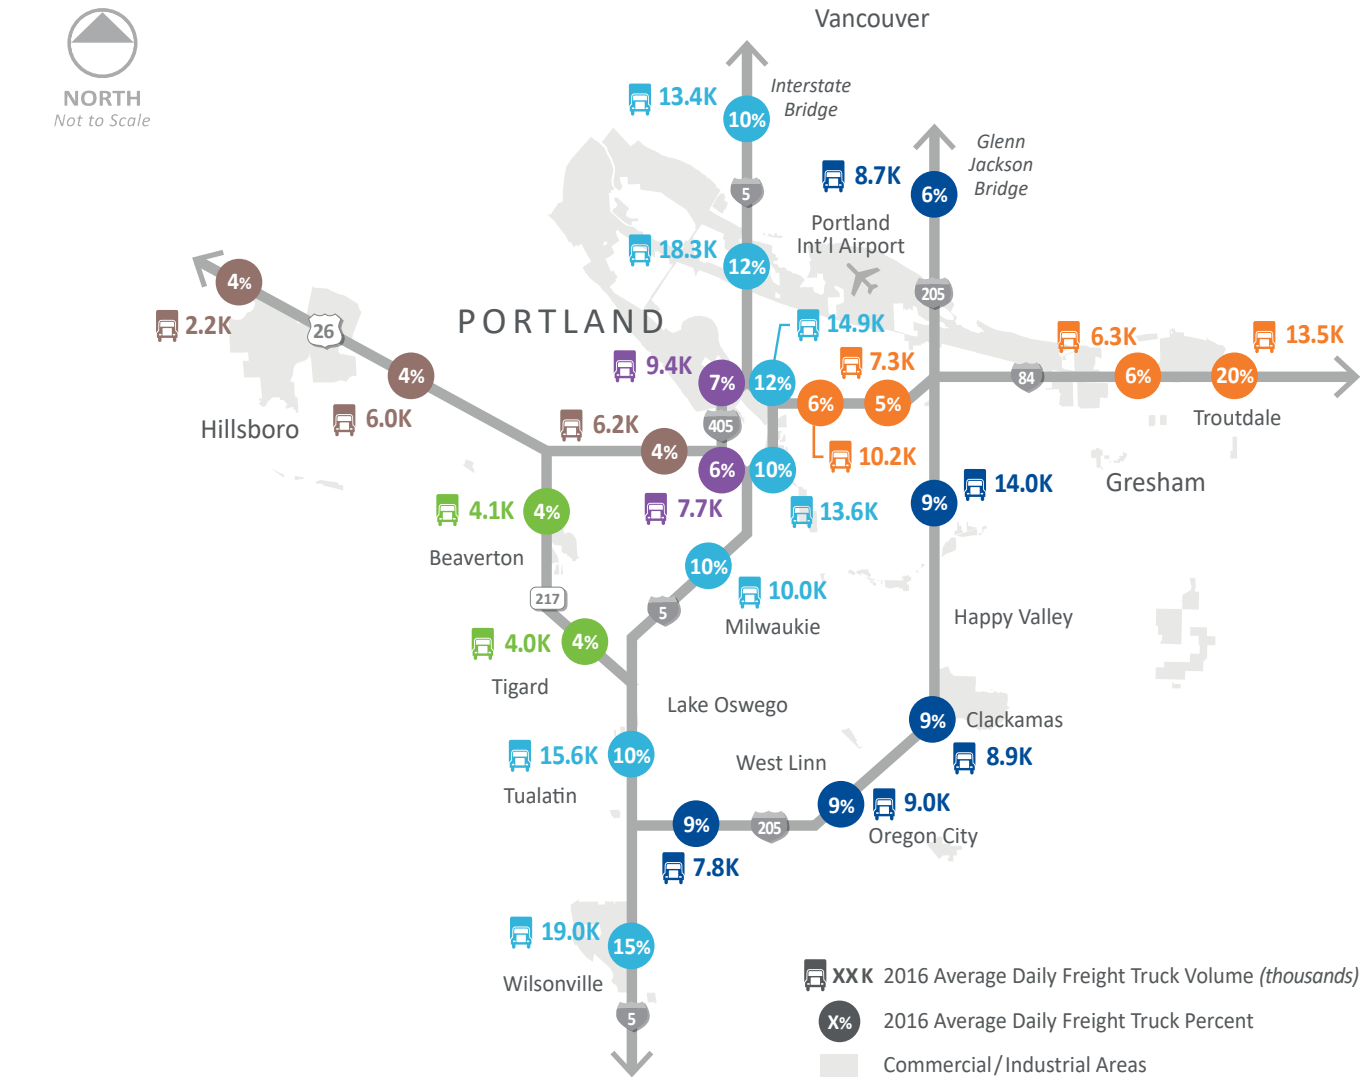 Vancouver
NORTH
Not to Scale
13.4K
10%
Interstate
Bridge
5
Glenn
Jackson
Bridge
8.7K
6%
Portland
Int'l Airport
18.3K
12%
205
4%
2.2K
26
PORTLAND
14.9K
6.3K
13.5K
9.4K
7%
12%
7.3K
4%
6%
5%
84
6%
20%
6.0K
Hillsboro
6.2K
405
Troutdale
4%
6%
10%
10.2K
Gresham
14.0K
9%
4.1K
4%
7.7K
13.6K
Beaverton
10%
10.0K
217
5
Milwaukie
Happy Valley
4.0K
4%
Tigard
Lake Oswego
9%
Clackamas
15.6K
10%
West Linn
8.9K
Tualatin
9%
9.0K
9%
205
Oregon City
7.8K
19.0K
15%
Wilsonville
5
XX K 2016 Average Daily Freight Truck Volume (thousands)
X% 2016 Average Daily Freight Truck Percent
Commercial/Industrial Areas